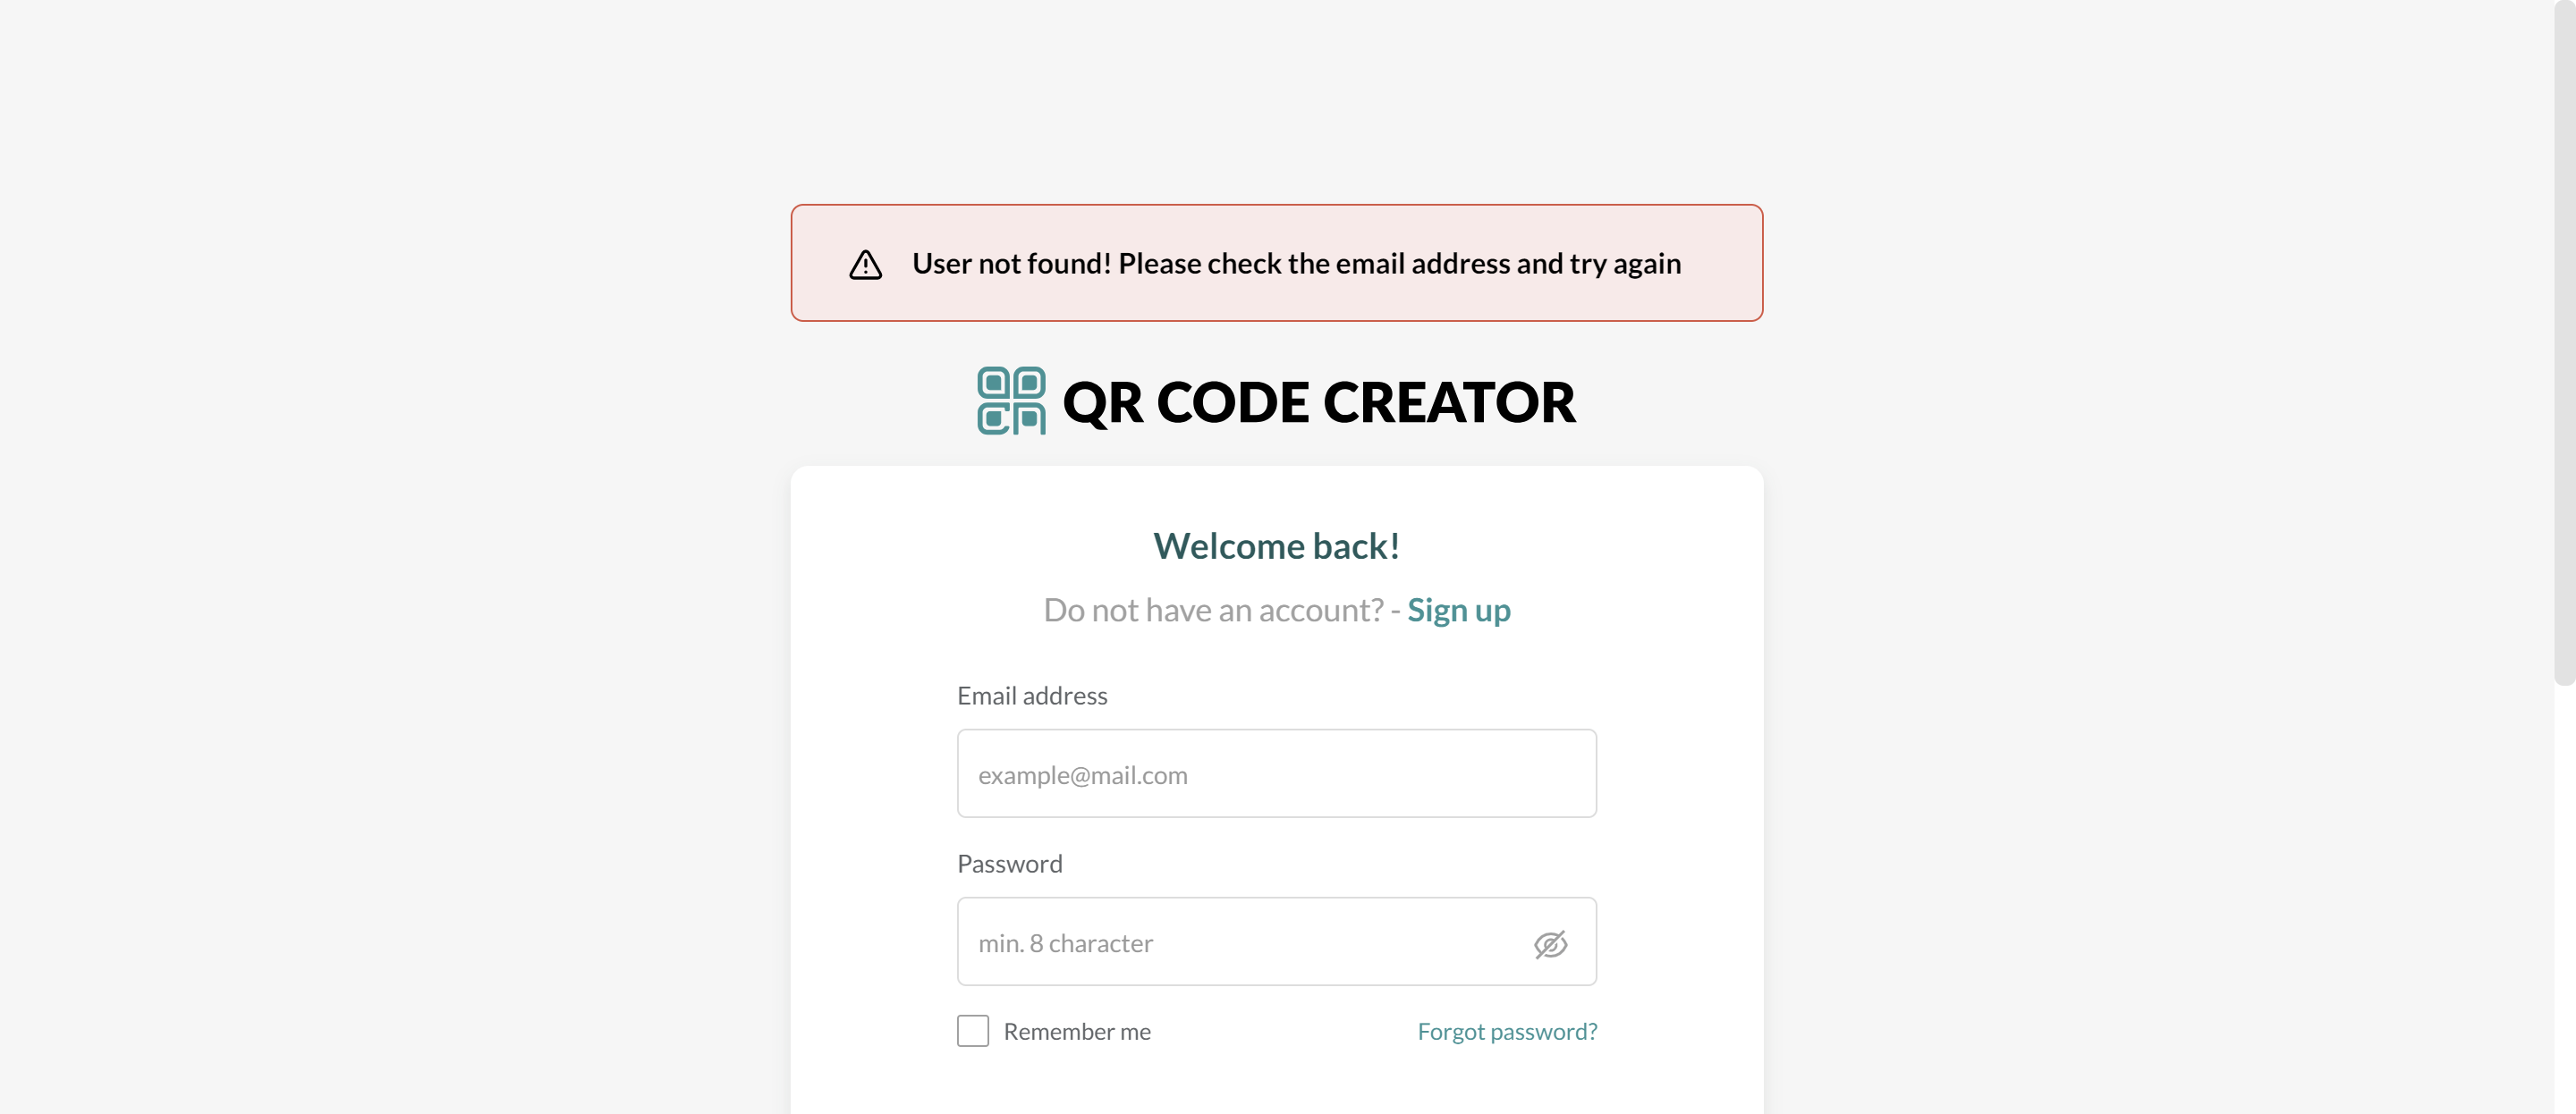 User not found! Please check the email address and try again
QR CODE CREATOR
Welcome back!
Do not have an account? - Sign up
Email address
example@mail.com
Password
min. 8 character
Remember me
Forgot password?